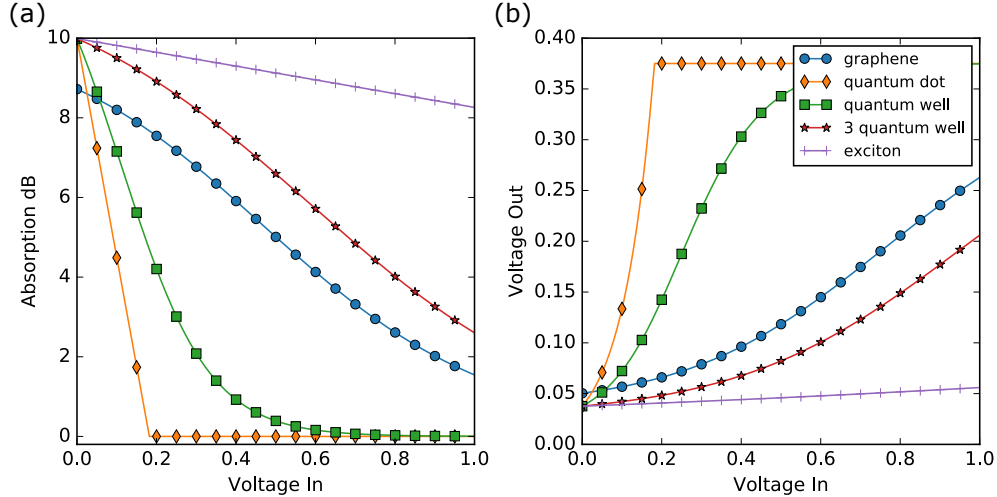 (a)
(b)
10
8
6
4
2
0
Absorption dB
0.0 0.2 0.4 0.6 0.8 1.0
Voltage In
0.40
0.35
0.30
0.25
0.20
0.15
0.10
0.05
0.00
Voltage Out
graphene
quantum dot
quantum well
3 quantum well
exciton
0.0 0.2 0.4 0.6 0.8 1.0
Voltage In